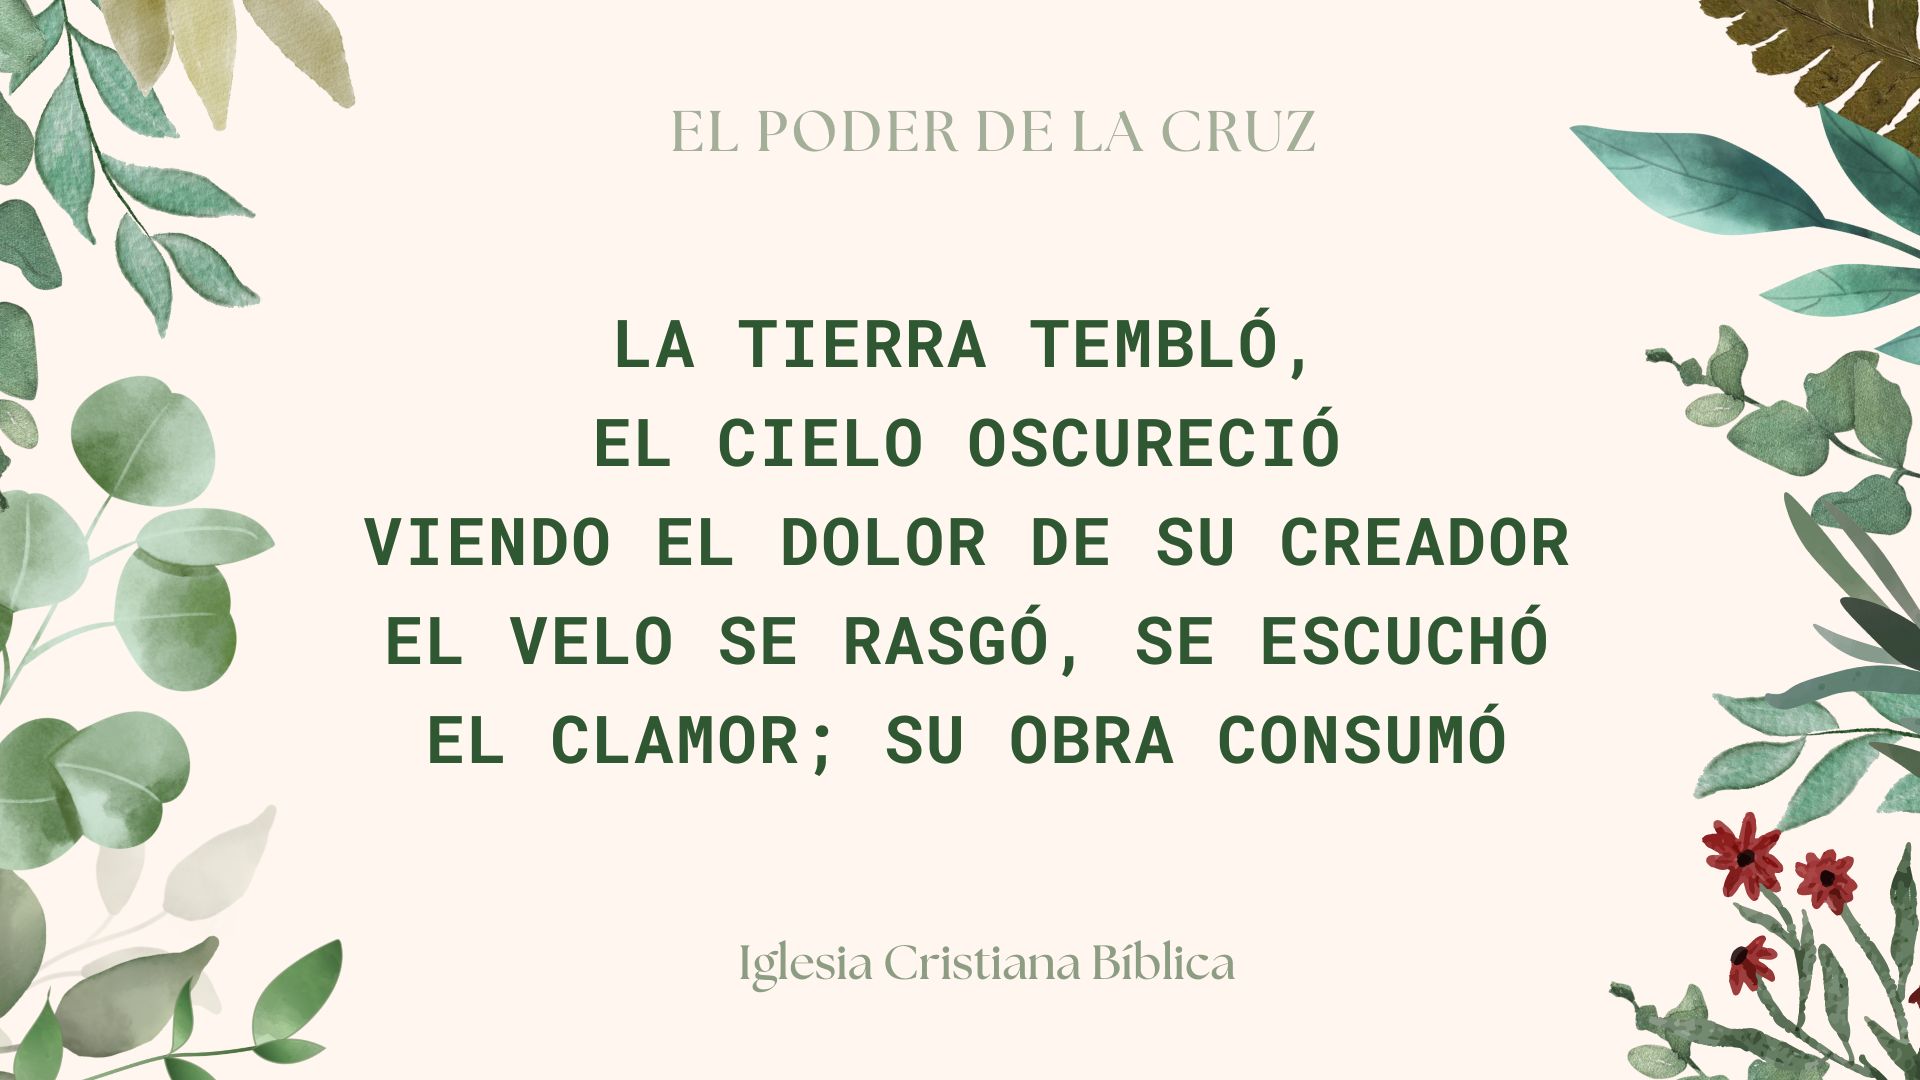 EL PODER DE LA CRUZ
LA TIERRA TEMBLÓ,
EL CIELO OSCURECIÓ
VIENDO EL DOLOR DE SU CREADOR
EL VELO SE RASGÓ, SE ESCUCHÓ
EL CLAMOR; SU OBRA CONSUMÓ
Iglesia Cristiana Bíblica